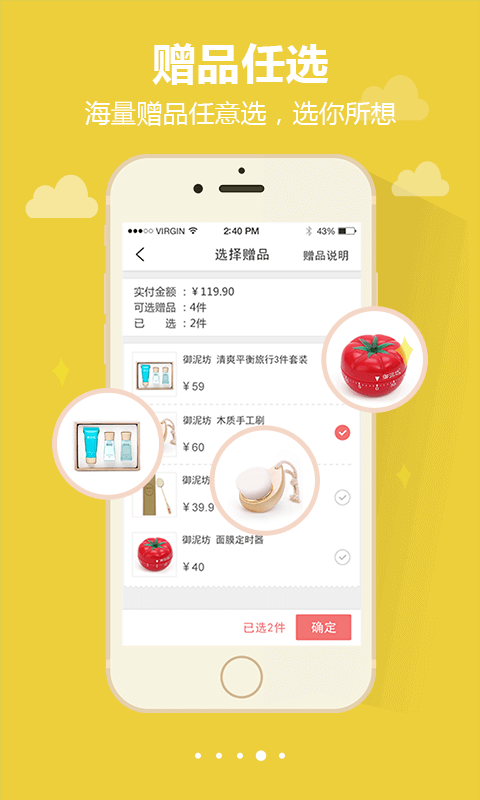 赠品任选
海量赠品任意选，选你所想
VIRGIN 2:40 PM 43%
选择赠品 赠品说明
实付金额 ：￥119.90
可选赠品 ：4件
已 选 ：2件
御泥坊 清爽平衡旅行3件套装
￥59
御泥坊 木质手工刷
￥60
御泥坊
￥39.9
御泥坊 面膜定时器
￥40
已选2件 确定
御泥坊